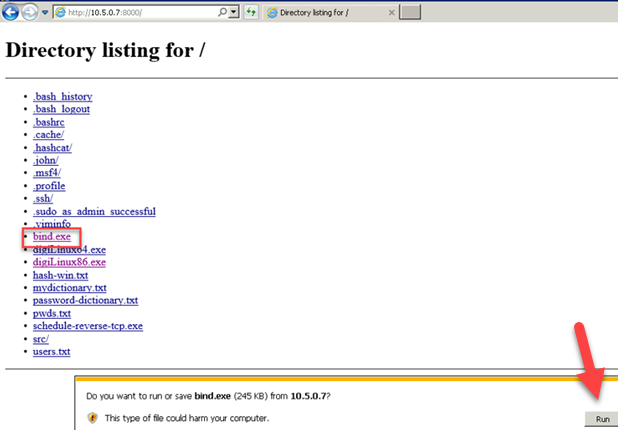 http://10.5.0.7:8000/
Directory listing for /
Directory listing for /
.bash_history
.bash_logout
.bashrc
.cache/
.hashcat/
.john/
.msf4/
.profile
.ssh/
.sudo_as_admin_successful
.viminfo
bind.exe
digiLinux64.exe
digiLinux86.exe
hash-win.txt
mydictionary.txt
password-dictionary.txt
pwds.txt
schedule-reverse-tcp.exe
src/
users.txt
Do you want to run or save bind.exe (245 KB) from 10.5.0.7?
This type of file could harm your computer.
Run